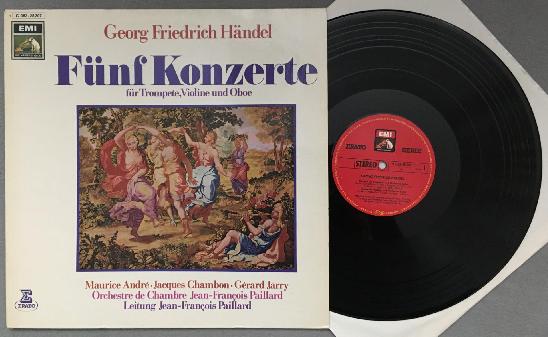 EMI
Georg Friedrich Händel
Fünf Konzerte
für Trompete, Violine und Oboe
Maurice André · Jacques Chambon · Gérard Jarry
Orchestre de Chambre Jean-François Paillard
Leitung Jean-François Paillard
ERATO
ERATO
STEREO